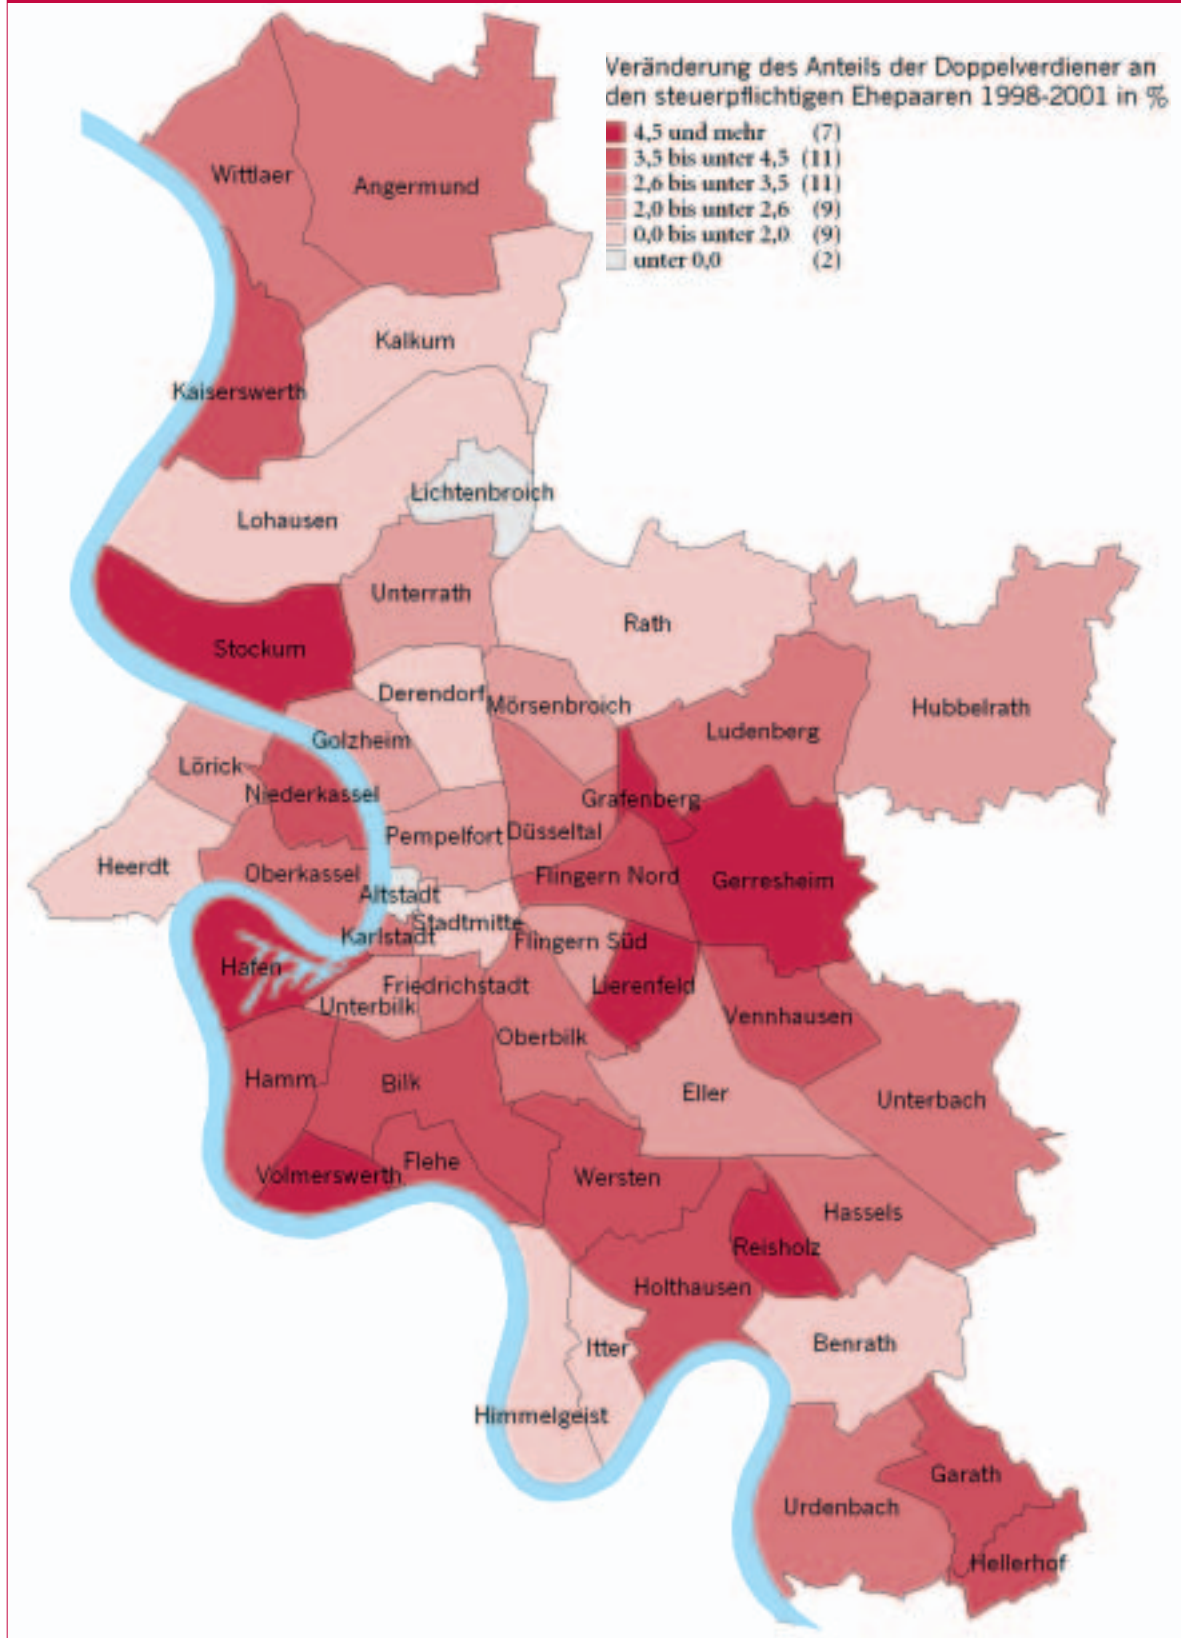 Veränderung des Anteils der Doppelverdiener an
den steuerpflichtigen Ehepaaren 1998-2001 in %
4,5 und mehr (7)
3,5 bis unter 4,5 (11)
2,6 bis unter 3,5 (11)
2,0 bis unter 2,6 (9)
0,0 bis unter 2,0 (9)
unter 0,0 (2)
Wittlaer
Angermund
Kalkum
Kaiserswerth
Lichtenbroich
Lohausen
Unterrath
Rath
Stockum
Derendorf
Mörsenbroich
Hubbelrath
Ludenberg
Golzheim
Lörick
Niederkassel
Grafenberg
Pempelfort
Düsseltal
Heerdt
Oberkassel
Flingern Nord
Gerresheim
Altstadt
Stadtmitte
Karlstadt
Flingern Süd
Hafen
Friedrichstadt
Lierenfeld
Unterbilk
Vennhausen
Oberbilk
Hamm
Bilk
Eller
Unterbach
Volmerswerth
Flehe
Wersten
Hassels
Reisholz
Holthausen
Itter
Benrath
Himmelgeist
Garath
Urdenbach
Hellerhof